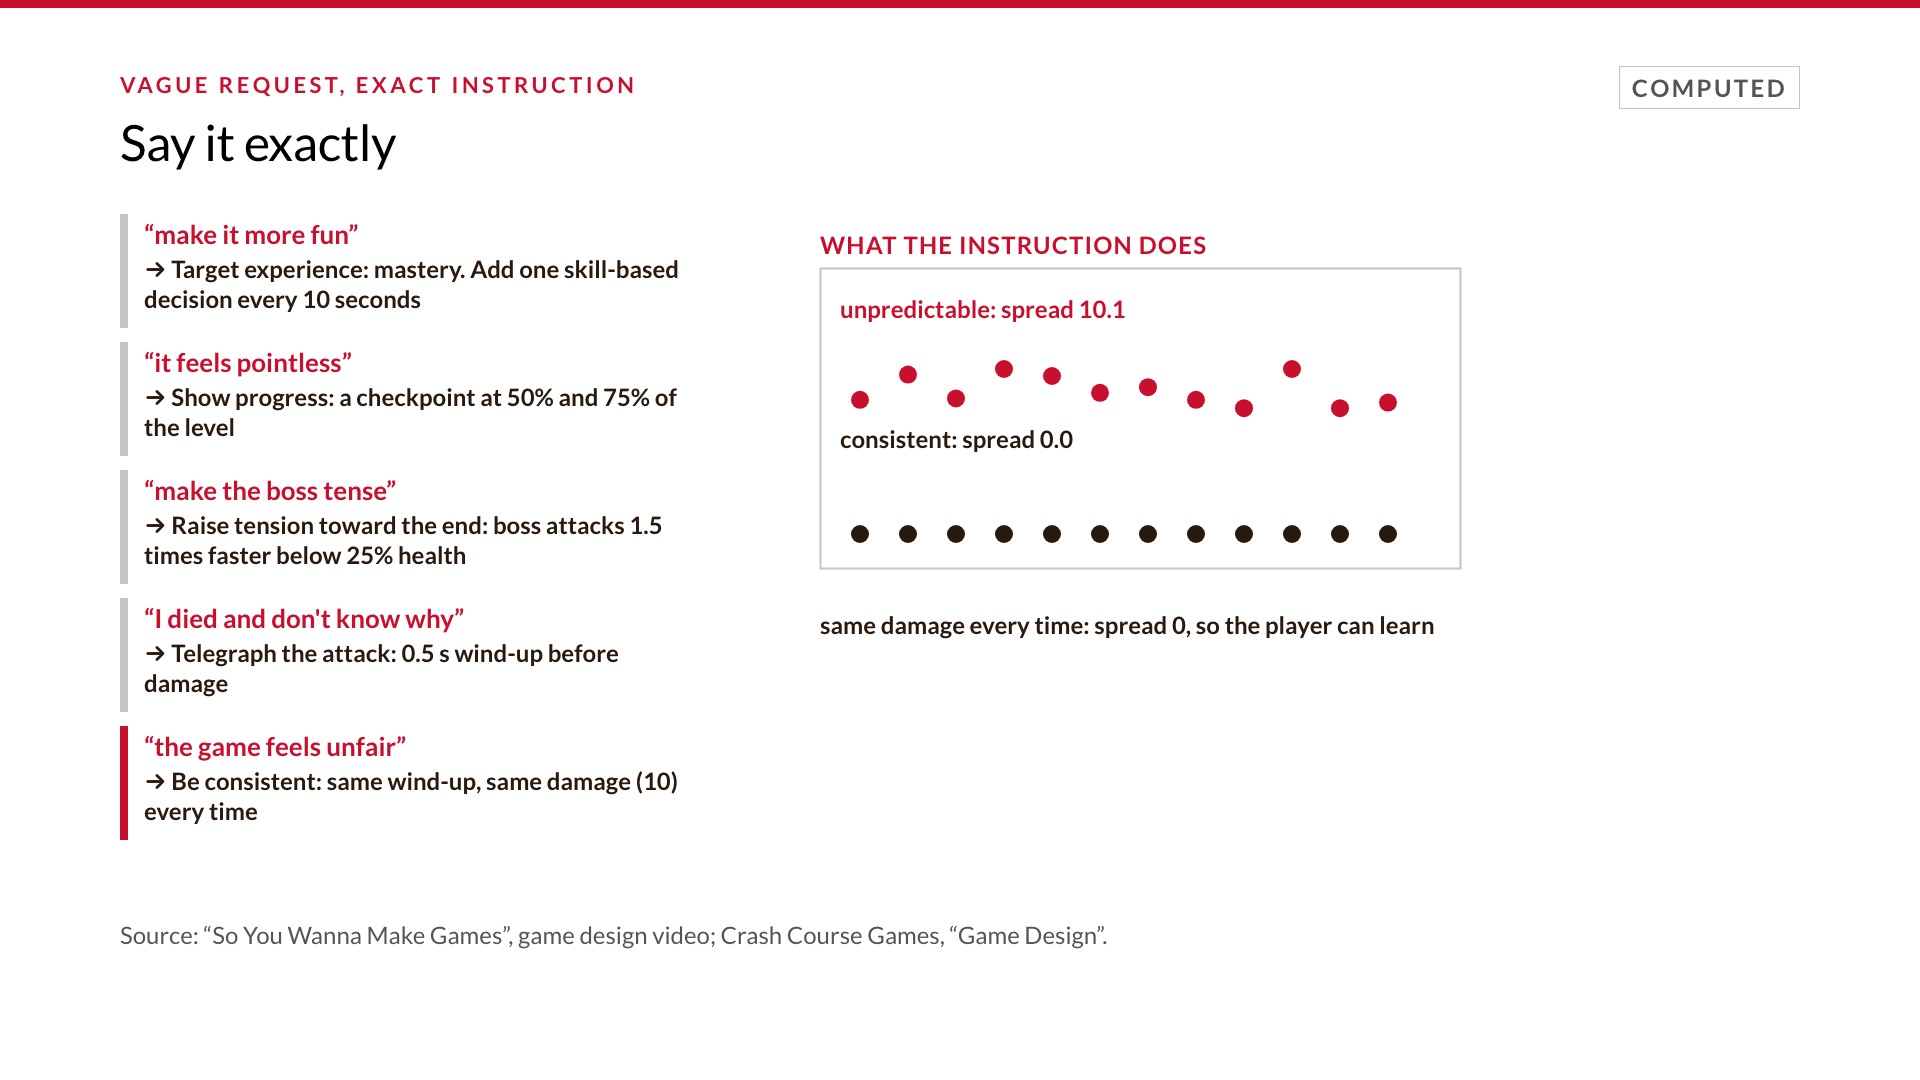 VAGUE REQUEST, EXACT INSTRUCTION
COMPUTED
Say it exactly
“make it more fun”
→ Target experience: mastery. Add one skill-based
decision every 10 seconds
“it feels pointless”
→ Show progress: a checkpoint at 50% and 75% of
the level
“make the boss tense”
→ Raise tension toward the end: boss attacks 1.5
times faster below 25% health
“I died and don't know why”
→ Telegraph the attack: 0.5 s wind-up before
damage
“the game feels unfair”
→ Be consistent: same wind-up, same damage (10)
every time
WHAT THE INSTRUCTION DOES
unpredictable: spread 10.1
consistent: spread 0.0
same damage every time: spread 0, so the player can learn
Source: “So You Wanna Make Games”, game design video; Crash Course Games, “Game Design”.